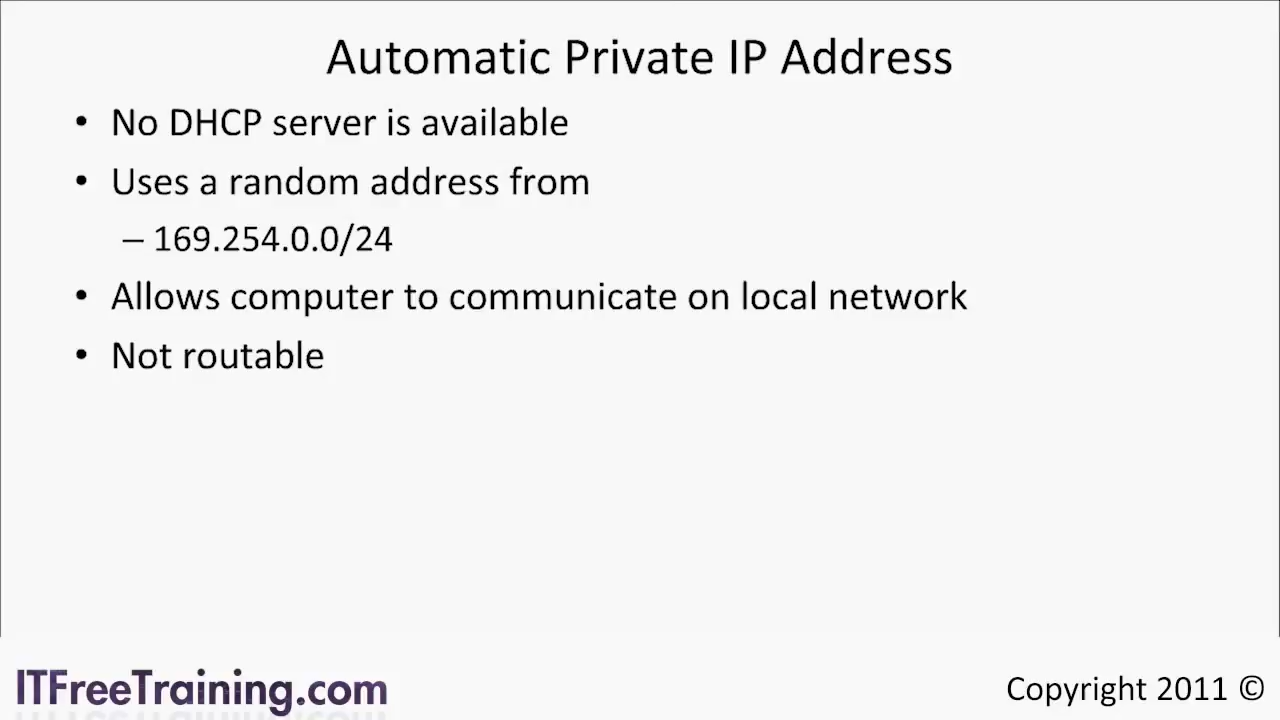 Automatic Private IP Address
• No DHCP server is available
• Uses a random address from
– 169.254.0.0/24
• Allows computer to communicate on local network
• Not routable
ITFreeTraining.com
Copyright 2011 ©